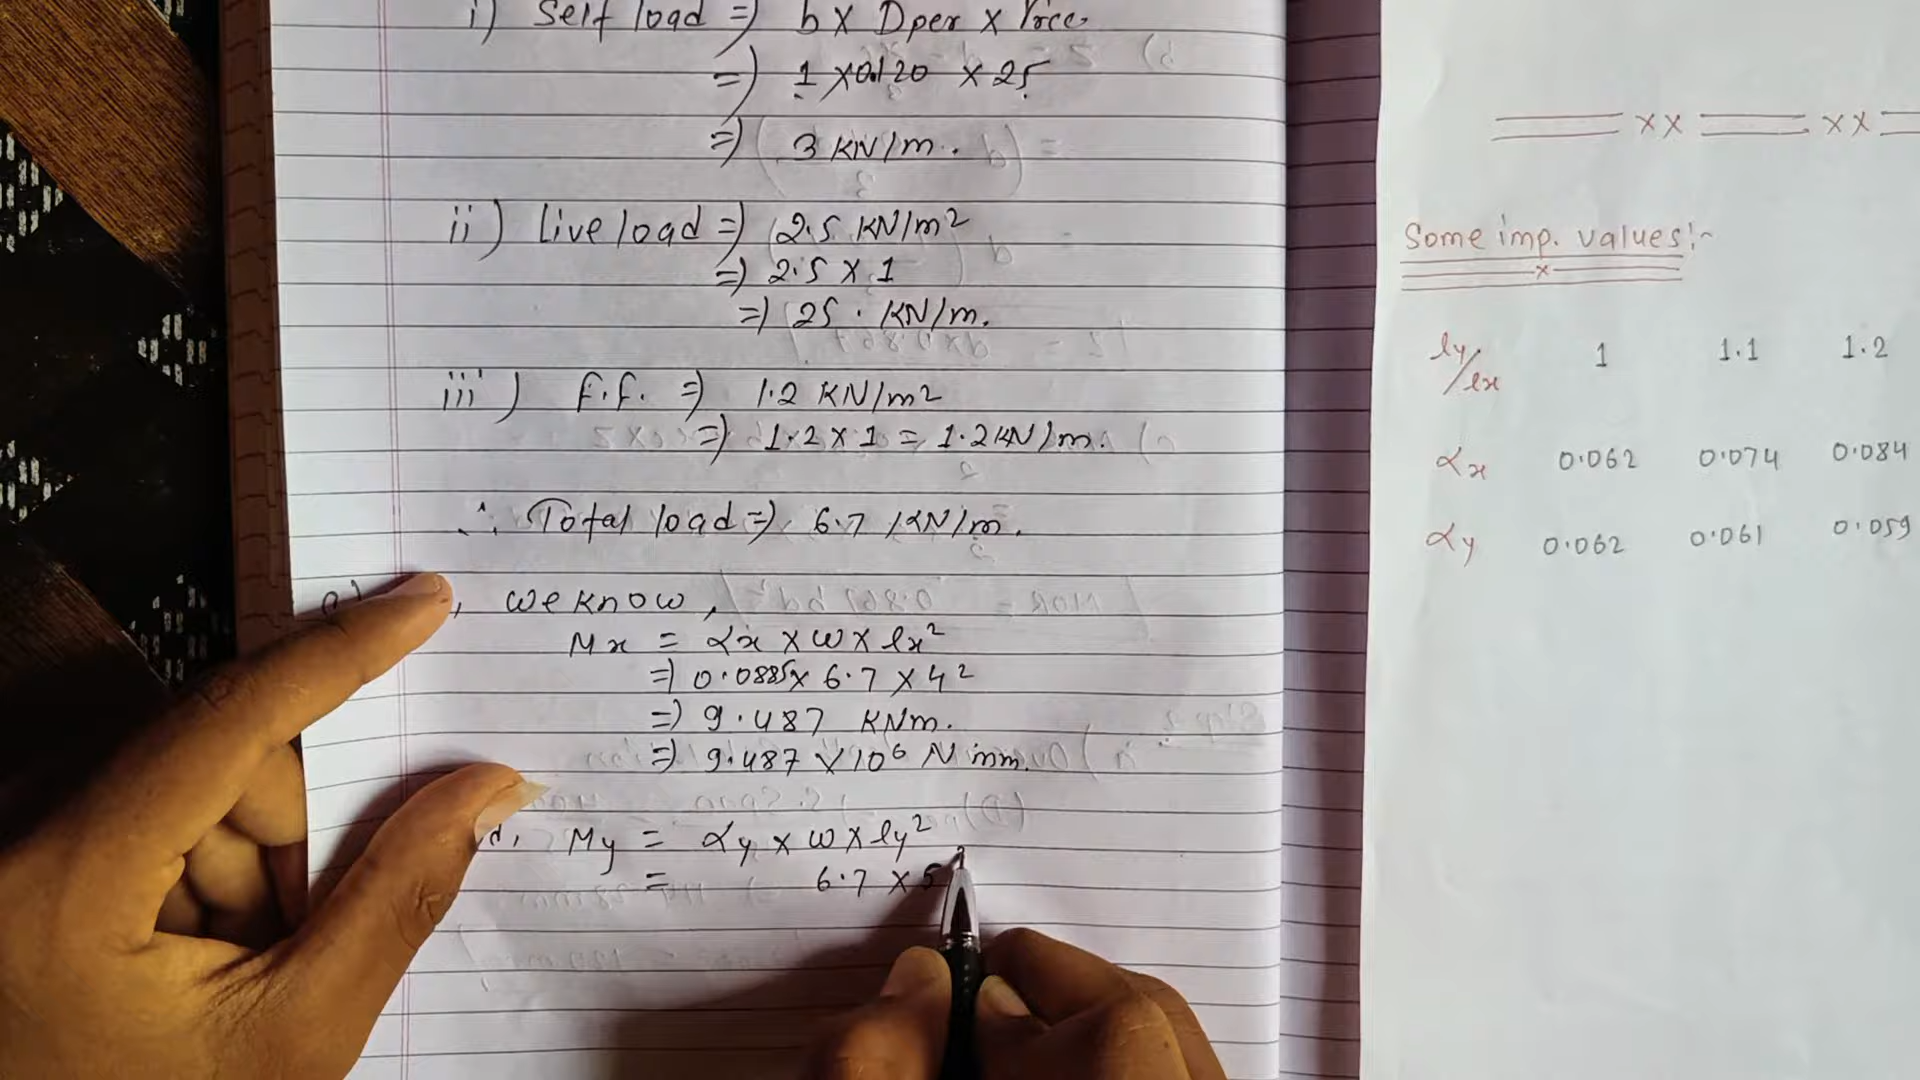 i) Self load => b x Dper x γrcc.
=> 1 x 0.120 x 25
=> 3 KN/m.
ii) Live load => 2.5 KN/m²
=> 2.5 x 1
=> 25. KN/m.
iii) f.f. => 1.2 KN/m²
=> 1.2 x 1 = 1.2 KN/m.
∴ Total load => 6.7 KN/m.
, we know,
Mx = αx x w x lx²
=> 0.0885 x 6.7 x 4²
=> 9.487 KNm.
=> 9.487 x 10⁶ N mm.
My = αy x w x ly²
= 6.7 x 5
xx xx
Some imp. values:-
x
ly/lx 1 1.1 1.2
αx 0.062 0.074 0.084
αy 0.062 0.061 0.059